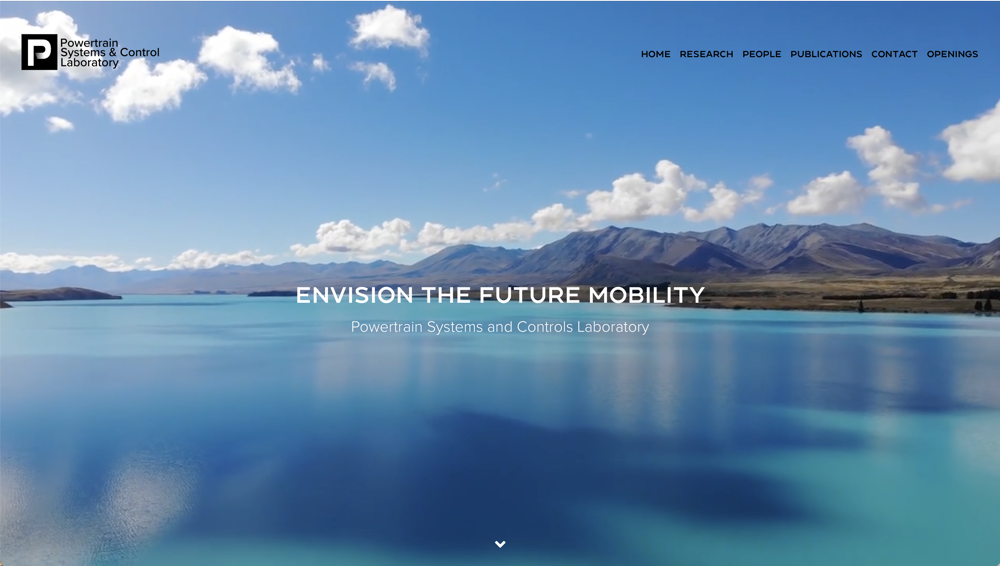 Powertrain
Systems & Control
Laboratory
HOME RESEARCH PEOPLE PUBLICATIONS CONTACT OPENINGS
ENVISION THE FUTURE MOBILITY
Powertrain Systems and Controls Laboratory